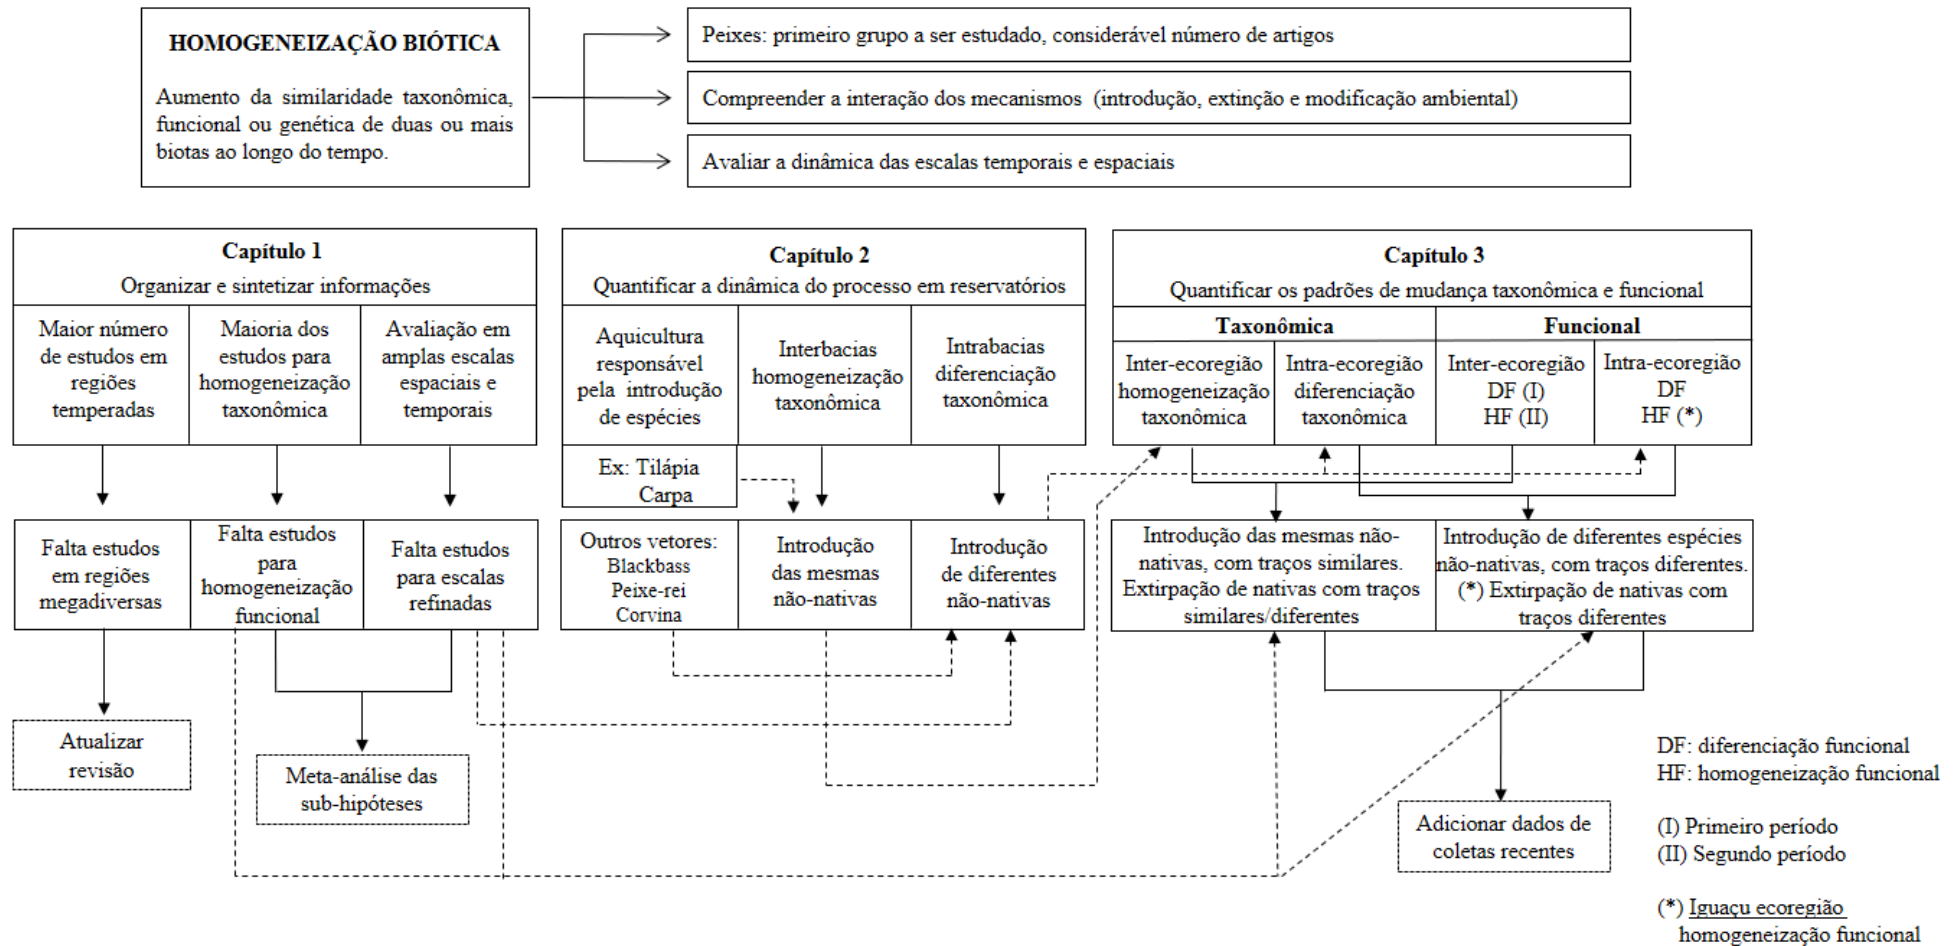 HOMOGENEIZAÇÃO BIÓTICA
Aumento da similaridade taxonômica,
funcional ou genética de duas ou mais
biotas ao longo do tempo.
Peixes: primeiro grupo a ser estudado, considerável número de artigos
Compreender a interação dos mecanismos (introdução, extinção e modificação ambiental)
Avaliar a dinâmica das escalas temporais e espaciais
Capítulo 1
Organizar e sintetizar informações
Maior número
de estudos em
regiões
temperadas
Maioria dos
estudos para
homogeneização
taxonômica
Avaliação em
amplas escalas
espaciais e
temporais
Falta estudos
em regiões
megadiversas
Falta estudos
para
homogeneização
funcional
Falta estudos
para escalas
refinadas
Atualizar
revisão
Meta-análise das
sub-hipóteses
Capítulo 2
Quantificar a dinâmica do processo em reservatórios
Aquicultura
responsável
pela introdução
de espécies
Interbacias
homogeneização
taxonômica
Intrabacias
diferenciação
taxonômica
Ex: Tilápia
Carpa
Outros vetores:
Blackbass
Peixe-rei
Corvina
Introdução
das mesmas
não-nativas
Introdução
de diferentes
não-nativas
Capítulo 3
Quantificar os padrões de mudança taxonômica e funcional
Taxonômica
Funcional
Inter-ecoregião
homogeneização
taxonômica
Intra-ecoregião
diferenciação
taxonômica
Inter-ecoregião
DF (I)
HF (II)
Intra-ecoregião
DF
HF (*)
Introdução das mesmas não-
nativas, com traços similares.
Extirpação de nativas com traços
similares/diferentes
Introdução de diferentes espécies
não-nativas, com traços diferentes.
(*) Extirpação de nativas com
traços diferentes
Adicionar dados de
coletas recentes
DF: diferenciação funcional
HF: homogeneização funcional
(I) Primeiro período
(II) Segundo período
(*) Iguaçu ecoregião
homogeneização funcional